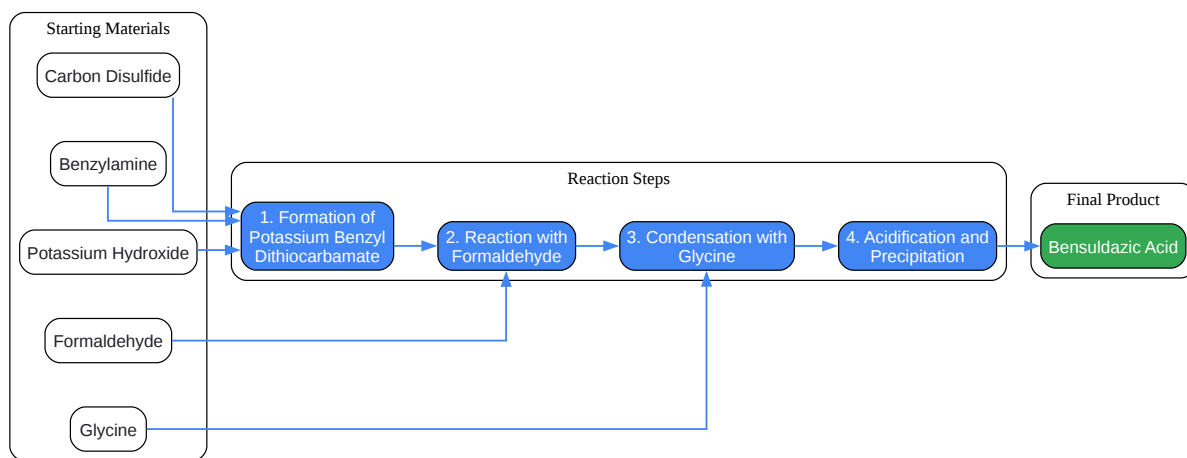 Starting Materials
Carbon Disulfide
Benzylamine
Potassium Hydroxide
Formaldehyde
Glycine
Reaction Steps
1. Formation of
Potassium Benzyl
Dithiocarbamate
2. Reaction with
Formaldehyde
3. Condensation with
Glycine
4. Acidification and
Precipitation
Final Product
Bensuldazic Acid